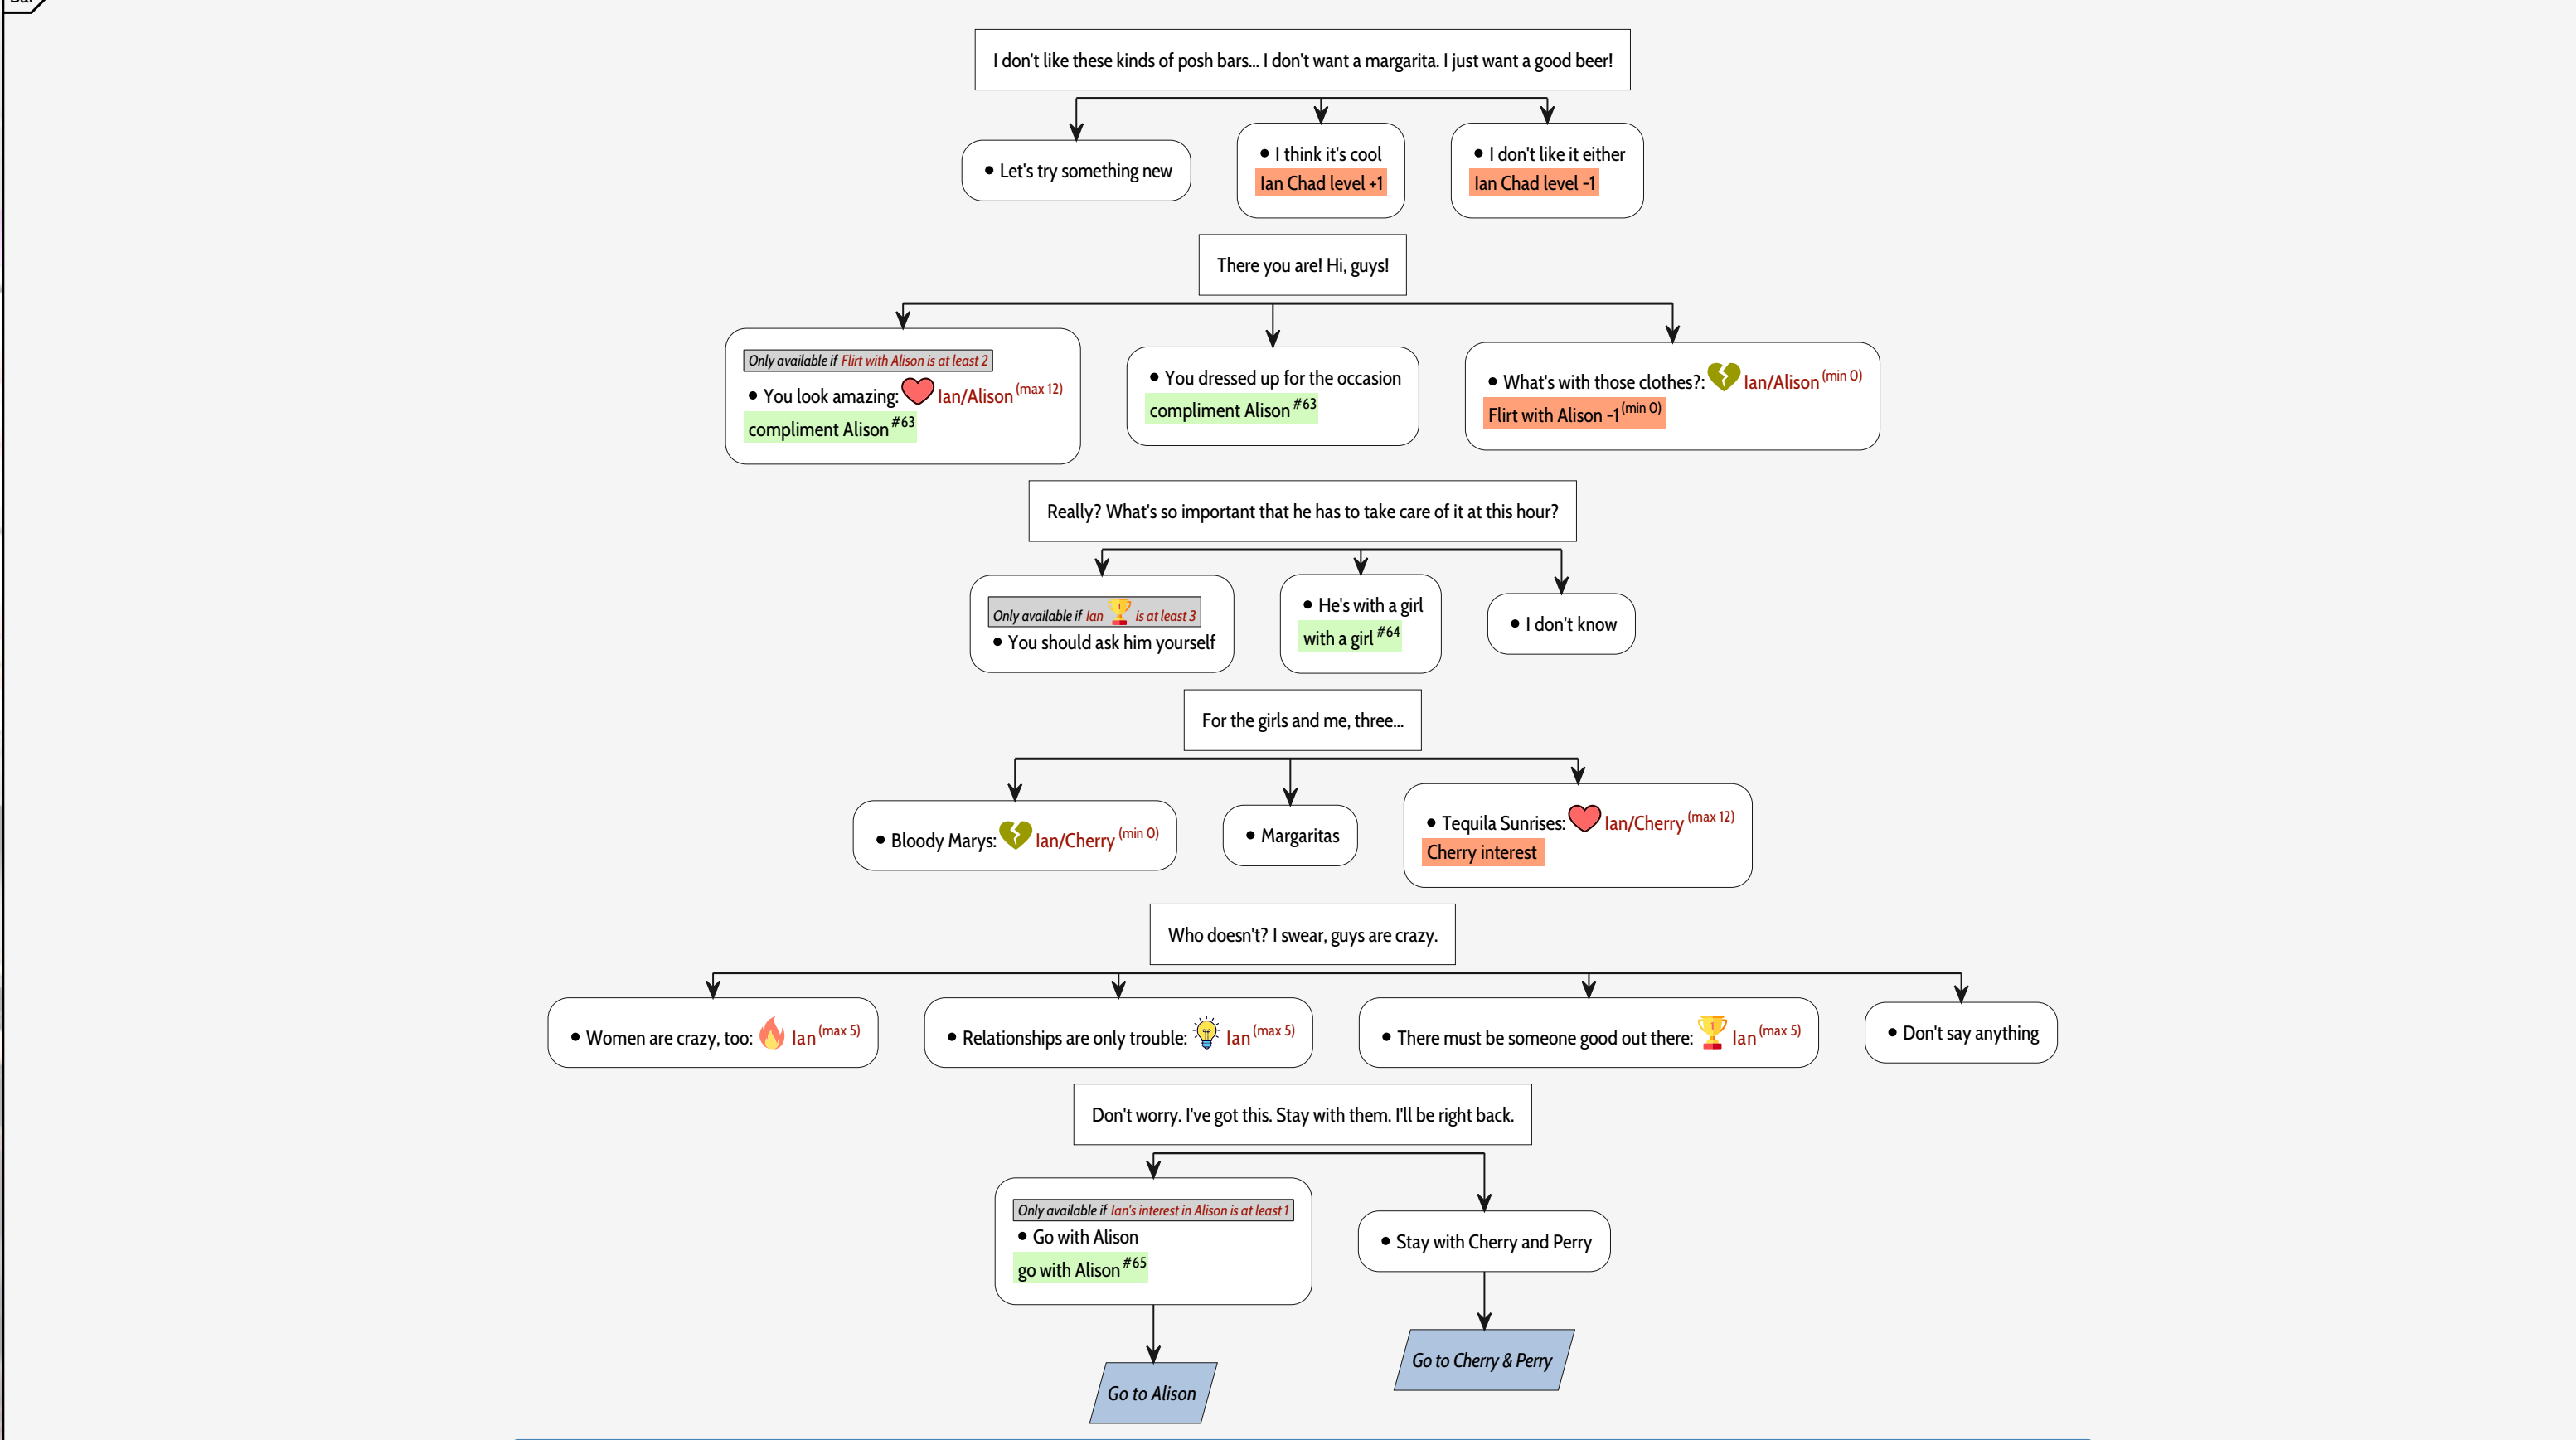 I don't like these kinds of posh bars... I don't want a margarita. I just want a good beer!
• Let's try something new
• I think it's cool
Ian Chad level +1
• I don't like it either
Ian Chad level -1
There you are! Hi, guys!
Only available if Flirt with Alison is at least 2
• You look amazing: Ian/Alison (max 12)
compliment Alison #63
• You dressed up for the occasion
compliment Alison #63
• What's with those clothes?: Ian/Alison (min 0)
Flirt with Alison -1 (min 0)
Really? What's so important that he has to take care of it at this hour?
Only available if Ian is at least 3
• You should ask him yourself
• He's with a girl
with a girl #64
• I don't know
For the girls and me, three...
• Bloody Marys: Ian/Cherry (min 0)
• Margaritas
• Tequila Sunrises: Ian/Cherry (max 12)
Cherry interest
Who doesn't? I swear, guys are crazy.
• Women are crazy, too: Ian (max 5)
• Relationships are only trouble: Ian (max 5)
• There must be someone good out there: Ian (max 5)
• Don't say anything
Don't worry. I've got this. Stay with them. I'll be right back.
Only available if Ian's interest in Alison is at least 1
• Go with Alison
go with Alison #65
• Stay with Cherry and Perry
Go to Cherry & Perry
Go to Alison